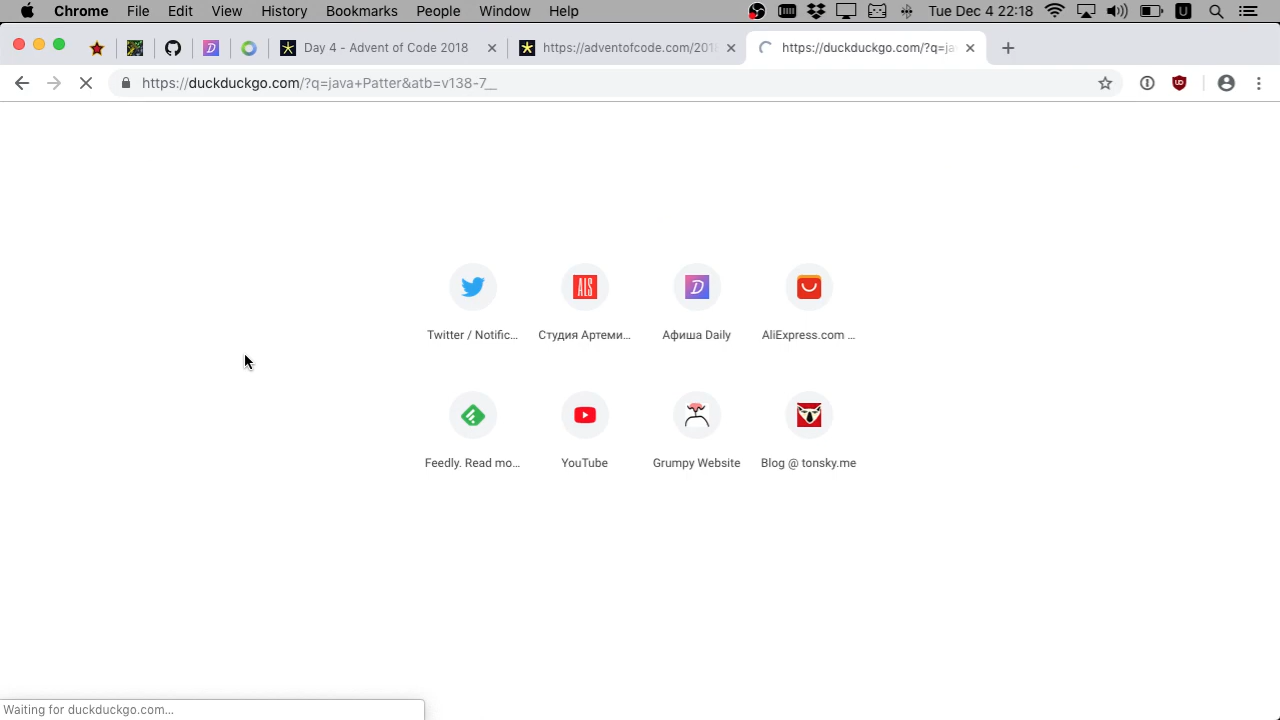 Chrome File Edit View History Bookmarks People Window Help Tue Dec 4 22:18
Day 4 - Advent of Code 2018 https://adventofcode.com/201 https://duckduckgo.com/?q=ja
https://duckduckgo.com/?q=java+Patter&atb=v138-7__
Twitter / Notific... Студия Артеми... Афиша Daily AliExpress.com ...
Feedly. Read mo... YouTube Grumpy Website Blog @ tonsky.me
Waiting for duckduckgo.com...